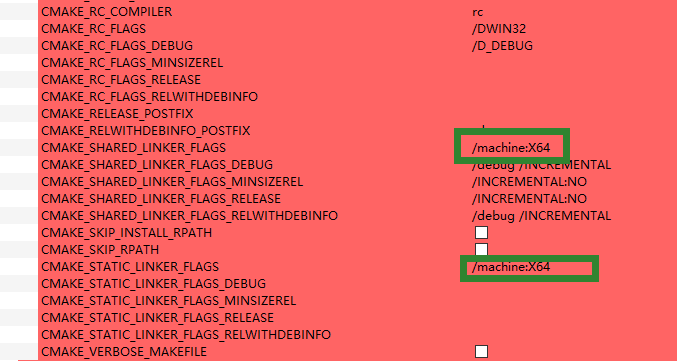 CMAKE_RC_COMPILER rc
CMAKE_RC_FLAGS /DWIN32
CMAKE_RC_FLAGS_DEBUG /D_DEBUG
CMAKE_RC_FLAGS_MINSIZEREL
CMAKE_RC_FLAGS_RELEASE
CMAKE_RC_FLAGS_RELWITHDEBINFO
CMAKE_RELEASE_POSTFIX
CMAKE_RELWITHDEBINFO_POSTFIX
CMAKE_SHARED_LINKER_FLAGS /machine:X64
CMAKE_SHARED_LINKER_FLAGS_DEBUG /debug /INCREMENTAL
CMAKE_SHARED_LINKER_FLAGS_MINSIZEREL /INCREMENTAL:NO
CMAKE_SHARED_LINKER_FLAGS_RELEASE /INCREMENTAL:NO
CMAKE_SHARED_LINKER_FLAGS_RELWITHDEBINFO /debug /INCREMENTAL
CMAKE_SKIP_INSTALL_RPATH
CMAKE_SKIP_RPATH
CMAKE_STATIC_LINKER_FLAGS /machine:X64
CMAKE_STATIC_LINKER_FLAGS_DEBUG
CMAKE_STATIC_LINKER_FLAGS_MINSIZEREL
CMAKE_STATIC_LINKER_FLAGS_RELEASE
CMAKE_STATIC_LINKER_FLAGS_RELWITHDEBINFO
CMAKE_VERBOSE_MAKEFILE